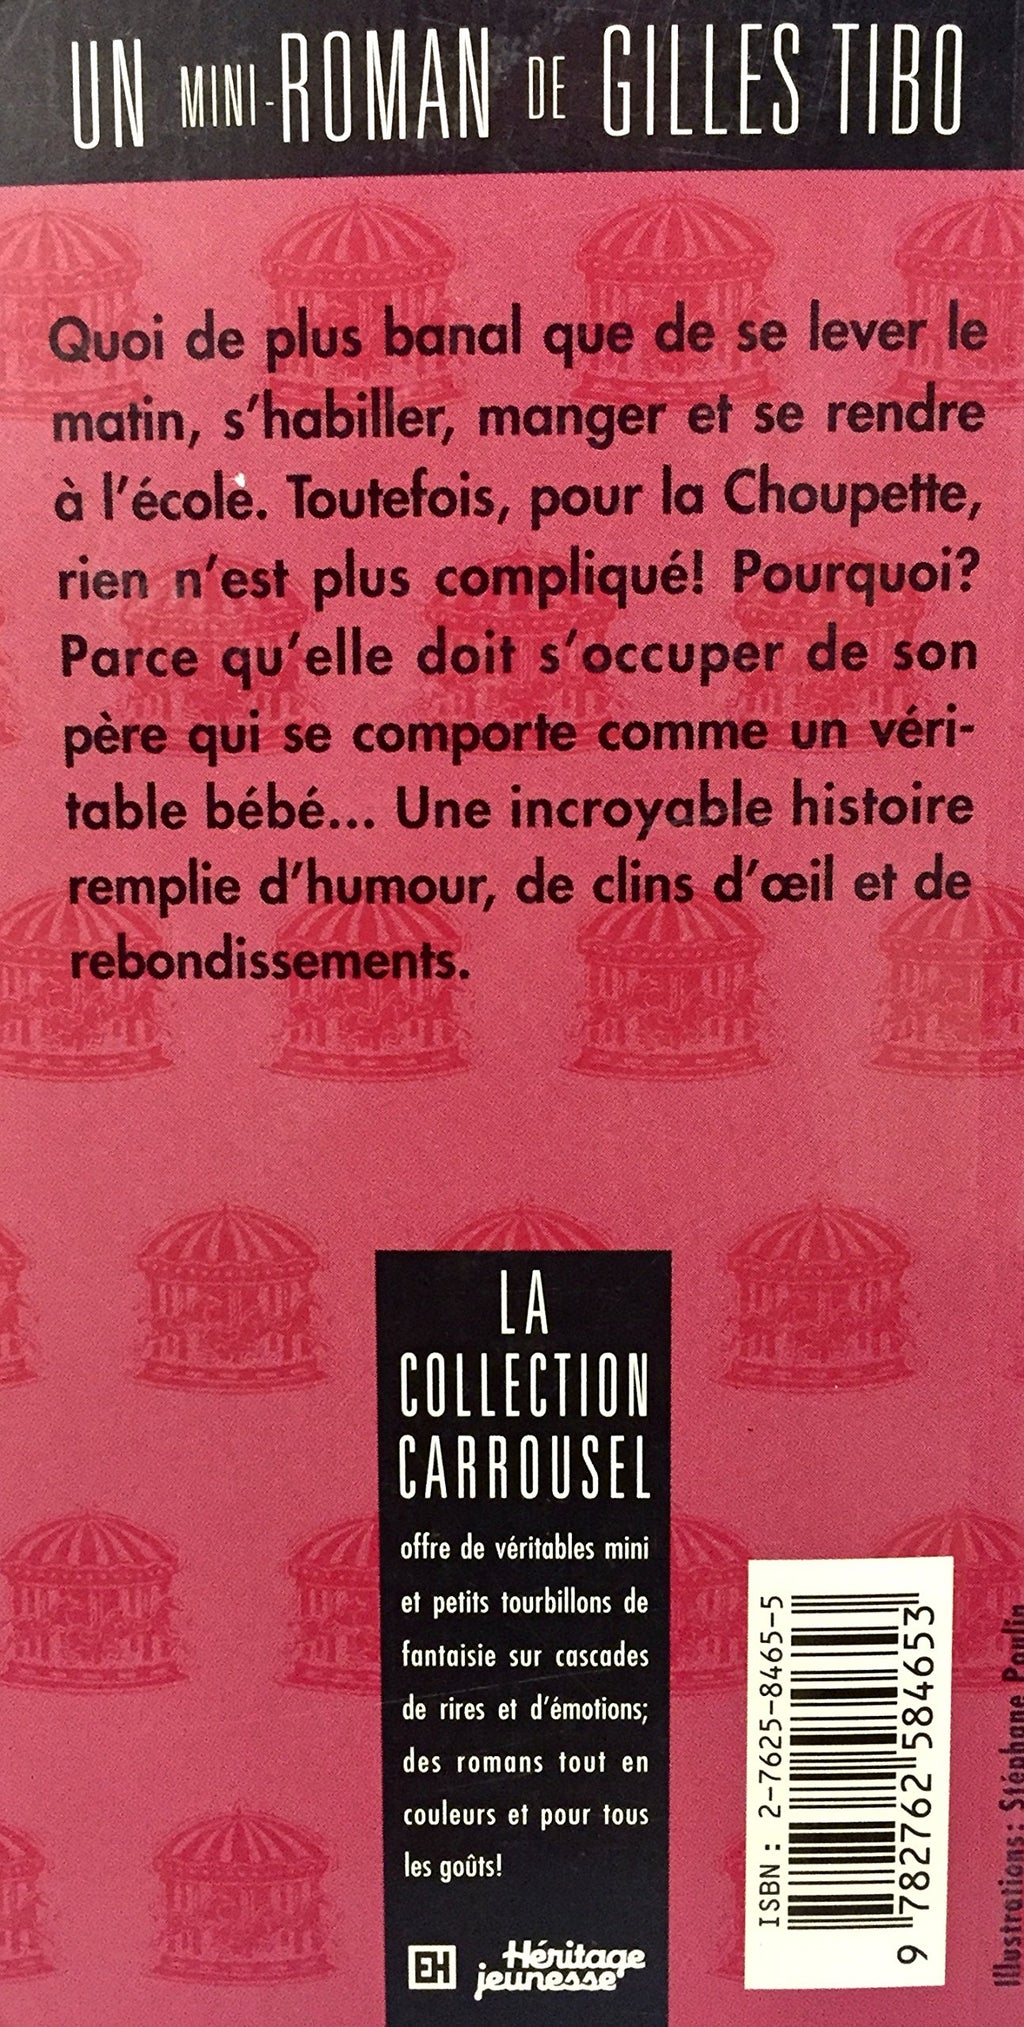 UN MINI-ROMAN DE GILLES TIBO
Quoi de plus banal que de se lever le
matin, s'habiller, manger et se rendre
à l'école. Toutefois, pour la Choupette,
rien n'est plus compliqué! Pourquoi?
Parce qu'elle doit s'occuper de son
père qui se comporte comme un véri-
table bébé... Une incroyable histoire
remplie d'humour, de clins d'œil et de
rebondissements.
LA
COLLECTION
CARROUSEL
offre de véritables mini
et petits tourbillons de
fantaisie sur cascades
de rires et d'émotions;
des romans tout en
couleurs et pour tous
les goûts!
EH Héritage
jeunesse
ISBN : 2-7625-8465-5
9 782762 584653
Illustrations: Stéphane Poulin